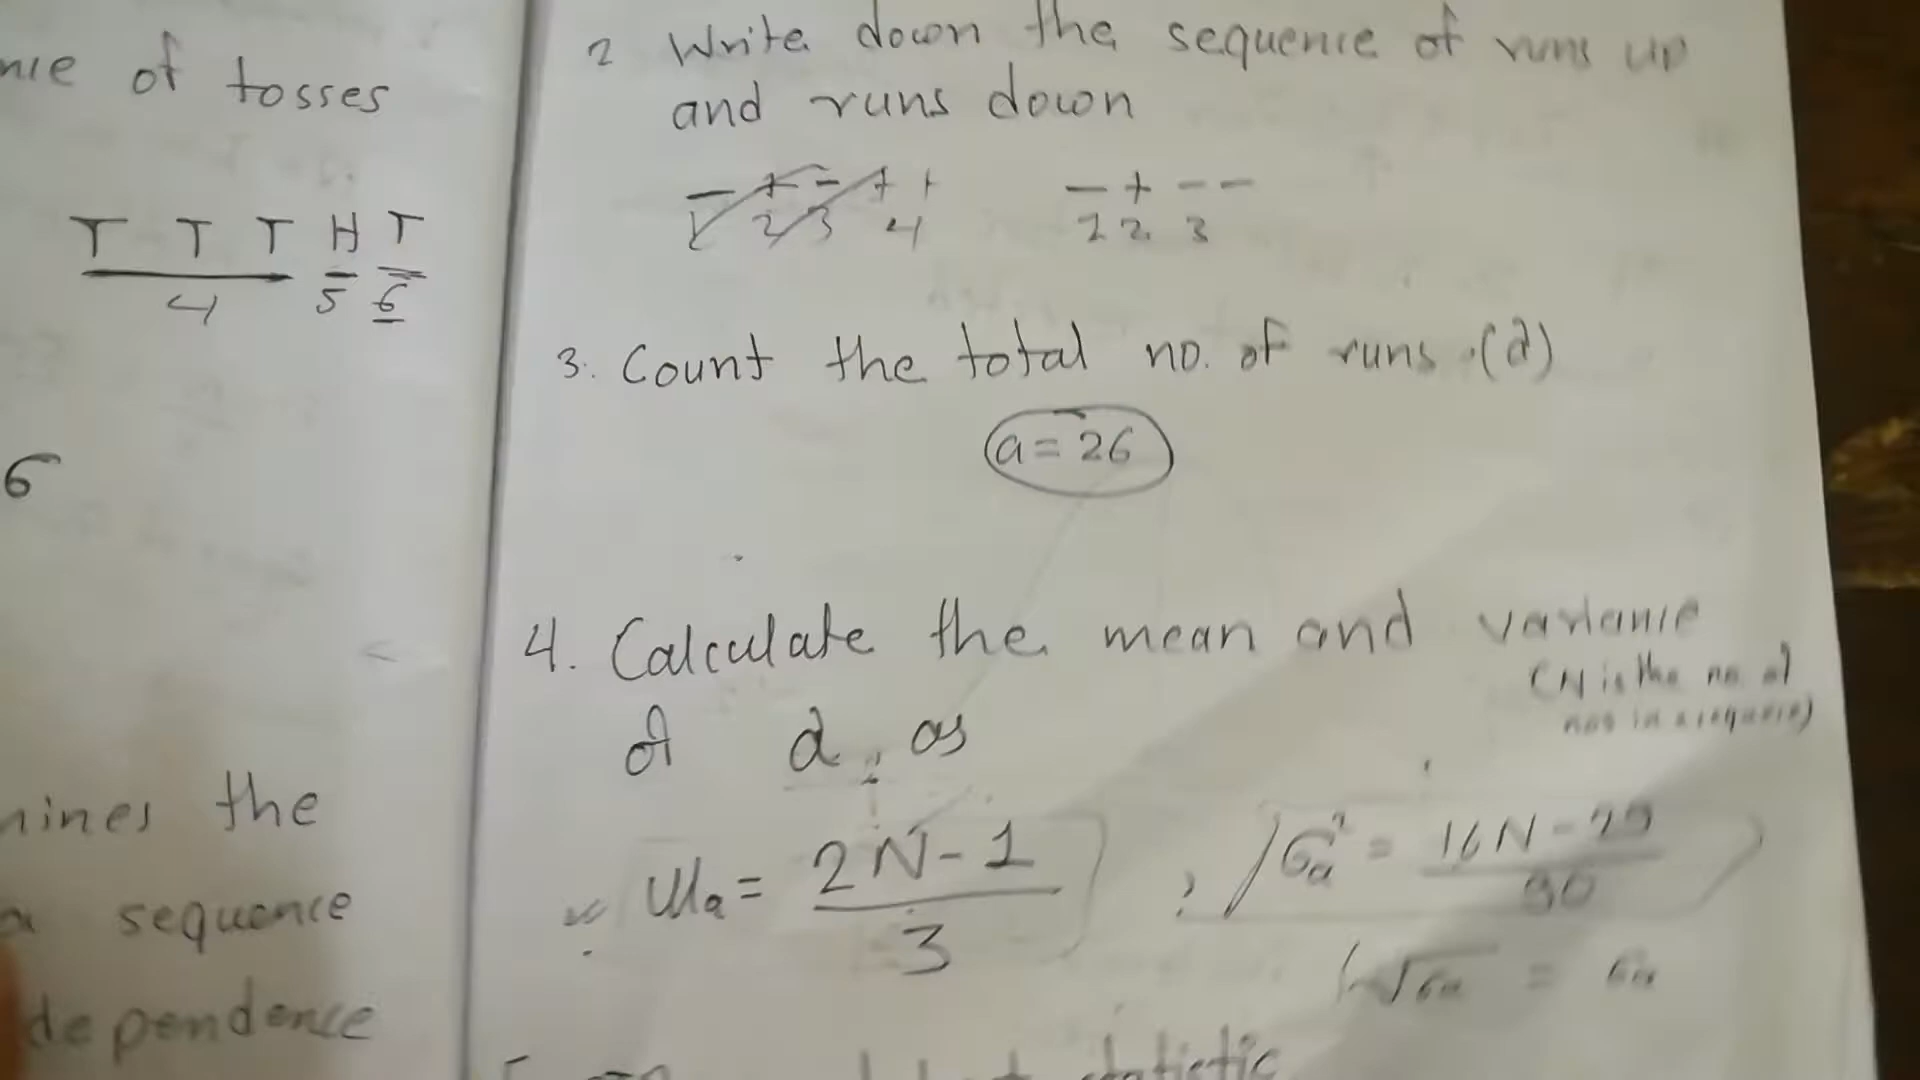 nce of tosses
T T T H T
4 5 6
6
mines the
a sequence
dependence
2 Write down the sequence of runs up
and runs down
- + - + + - + - -
1 2 3 4 1 2 3
3. Count the total no. of runs. (a)
a = 26
4. Calculate the mean and variance
(N is the no. of
nos in a sequence)
of a, as
μa = 2N-1 / 3 , σa² = 16N-29 / 90
= σa
statistic